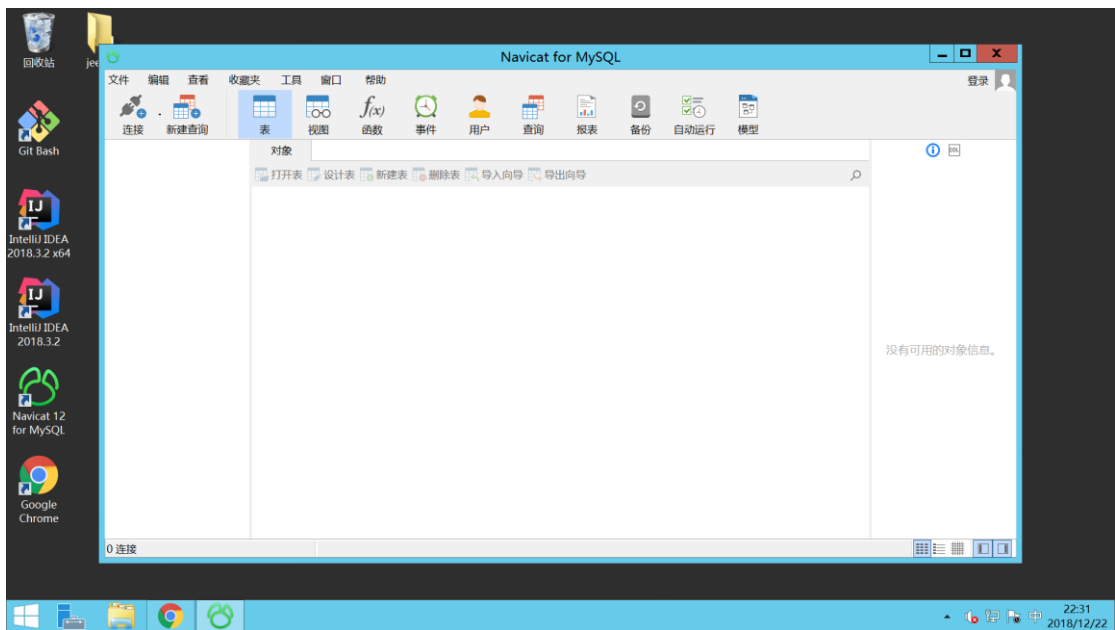 回收站
jee
Git Bash
IntelliJ IDEA
2018.3.2 x64
IntelliJ IDEA
2018.3.2
Navicat 12
for MySQL
Google
Chrome
Navicat for MySQL
文件 编辑 查看 收藏夹 工具 窗口 帮助
登录
连接 新建查询 表 视图 函数 事件 用户 查询 报表 备份 自动运行 模型
f(x)
对象
打开表 设计表 新建表 删除表 导入向导 导出向导
没有可用的对象信息。
0 连接
中
22:31
2018/12/22